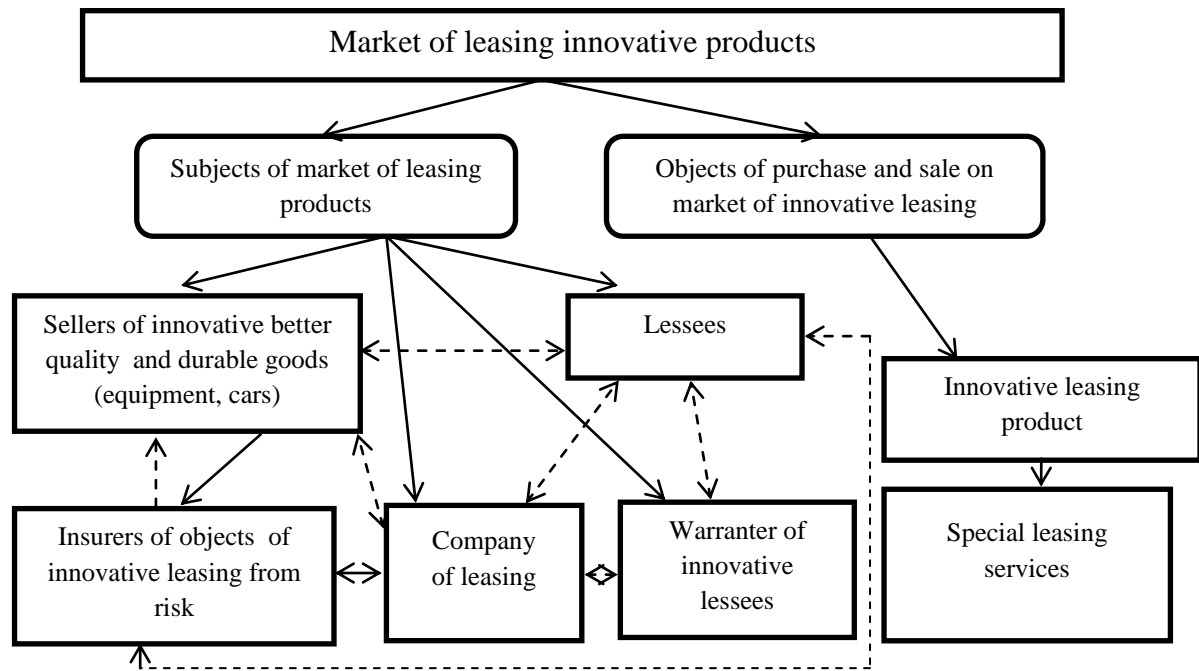 Market of leasing innovative products
Subjects of market of leasing
products
Objects of purchase and sale on
market of innovative leasing
Sellers of innovative better
quality and durable goods
(equipment, cars)
Lessees
Innovative leasing
product
Insurers of objects of
innovative leasing from
risk
Company
of leasing
Warranter of
innovative
lessees
Special leasing
services